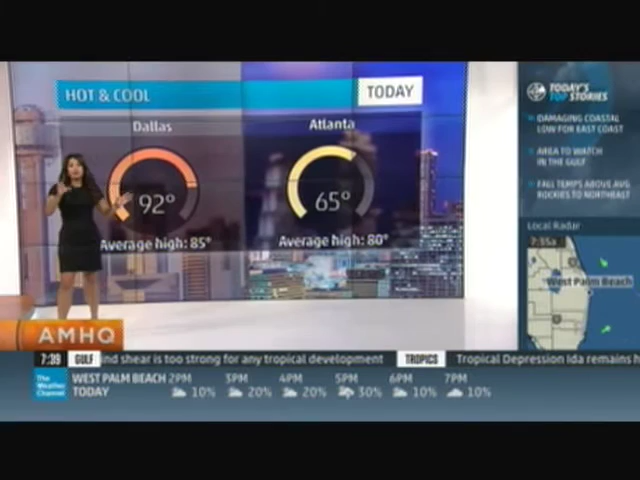 HOT & COOL
TODAY
Dallas
Atlanta
92°
65°
Average high: 85°
Average high: 80°
TODAY'S
TOP STORIES
DAMAGING COASTAL
LOW FOR EAST COAST
AREA TO WATCH
IN THE GULF
FALL TEMPS ABOVE AVG
ROCKIES TO NORTHEAST
Local Radar
7:35a
West Palm Beach
AMHQ
7:39 GULF ind shear is too strong for any tropical development TROPICS Tropical Depression Ida remains
The Weather Channel
WEST PALM BEACH 2PM 3PM 4PM 5PM 6PM 7PM
TODAY 10% 20% 20% 30% 10% 10%